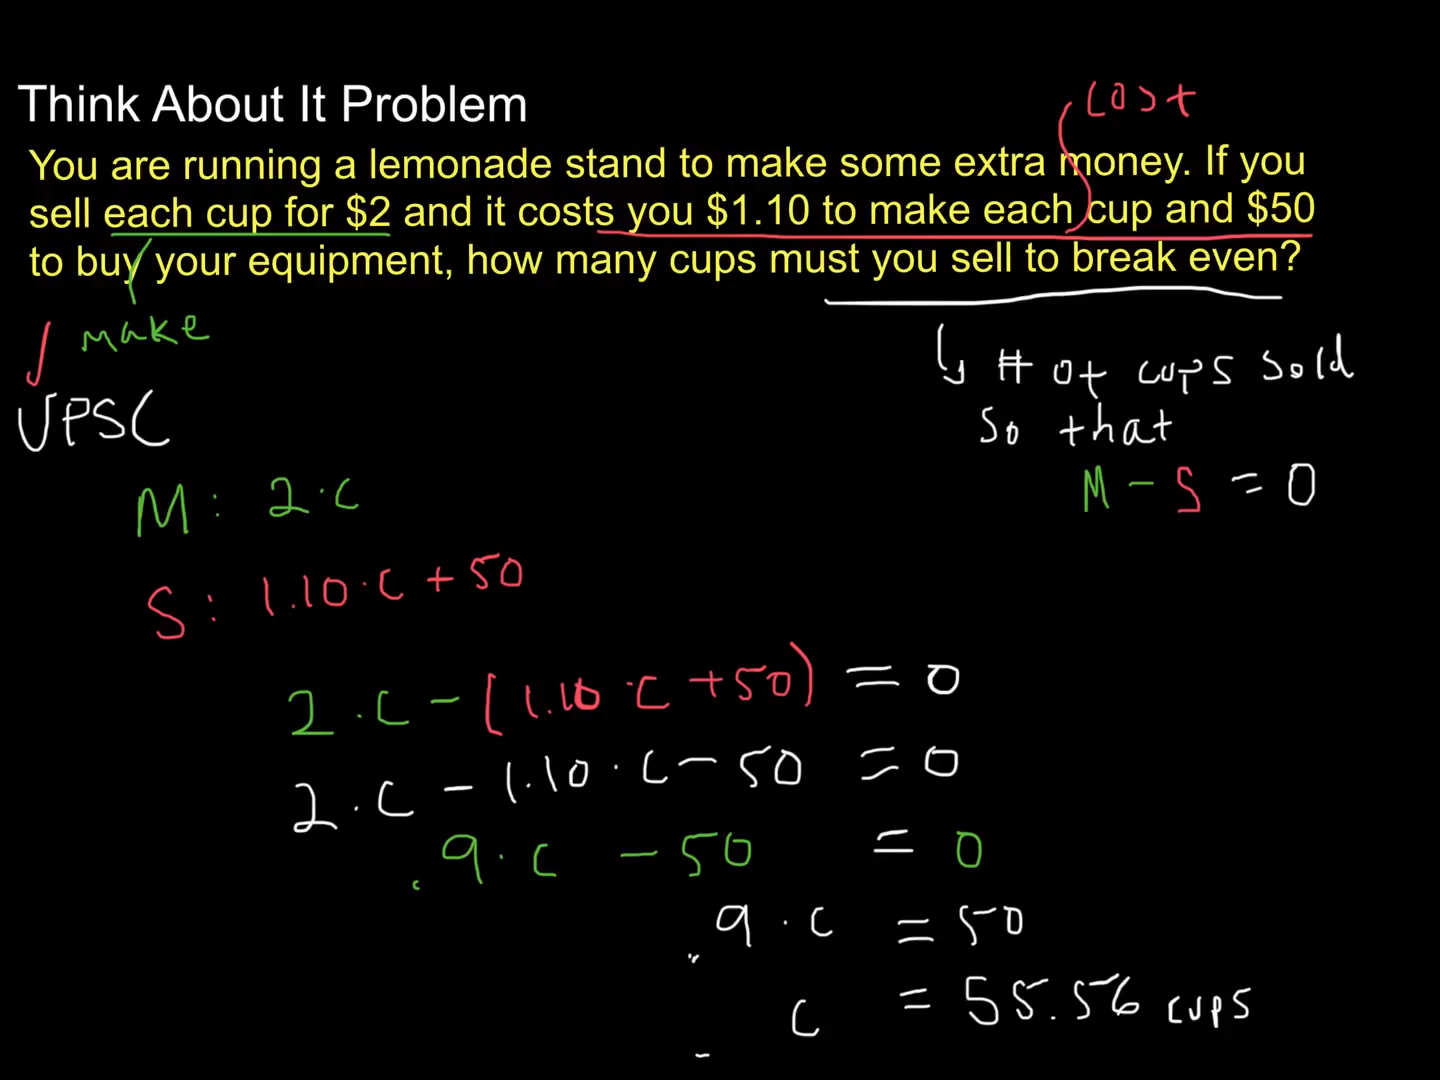 Think About It Problem
cost
You are running a lemonade stand to make some extra money. If you
sell each cup for $2 and it costs you $1.10 to make each cup and $50
to buy your equipment, how many cups must you sell to break even?
make
UPSC
# of cups sold
so that
M - S = 0
M: 2·c
S: 1.10·c + 50
2·c - (1.10·c + 50) = 0
2·c - 1.10·c - 50 = 0
.9·c - 50 = 0
.9·c = 50
c = 55.56 cups